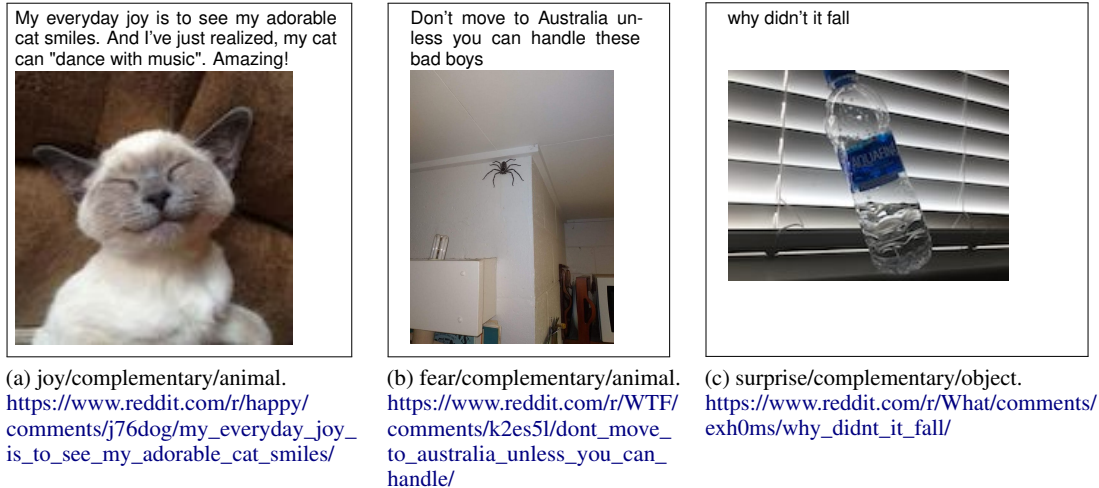 My everyday joy is to see my adorable
cat smiles. And I've just realized, my cat
can "dance with music". Amazing!
Don't move to Australia un-
less you can handle these
bad boys
why didn't it fall
AQUAFINA
(a) joy/complementary/animal.
https://www.reddit.com/r/happy/
comments/j76dog/my_everyday_joy_
is_to_see_my_adorable_cat_smiles/
(b) fear/complementary/animal.
https://www.reddit.com/r/WTF/
comments/k2es5l/dont_move_
to_australia_unless_you_can_
handle/
(c) surprise/complementary/object.
https://www.reddit.com/r/What/comments/
exh0ms/why_didnt_it_fall/